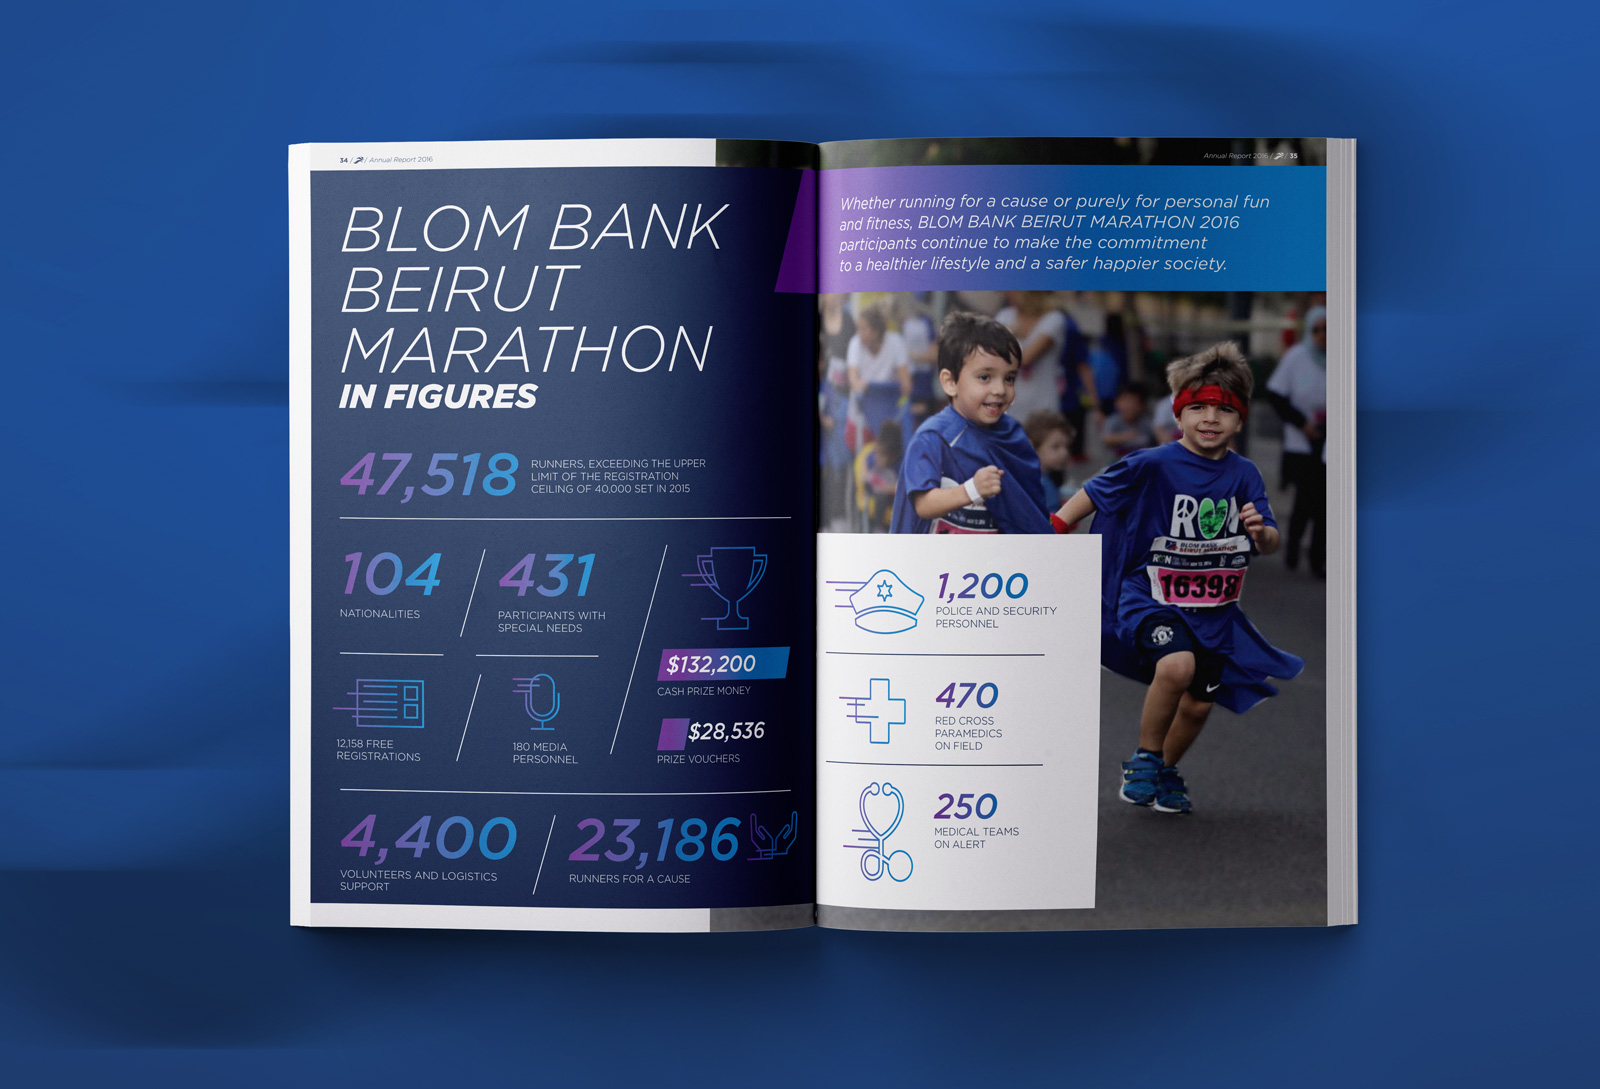 34 / / Annual Report 2016
BLOM BANK
BEIRUT
MARATHON
IN FIGURES
47,518
RUNNERS, EXCEEDING THE UPPER
LIMIT OF THE REGISTRATION
CEILING OF 40,000 SET IN 2015
104
NATIONALITIES
431
PARTICIPANTS WITH
SPECIAL NEEDS
$132,200
CASH PRIZE MONEY
$28,536
PRIZE VOUCHERS
12,158 FREE
REGISTRATIONS
180 MEDIA
PERSONNEL
4,400
VOLUNTEERS AND LOGISTICS
SUPPORT
23,186
RUNNERS FOR A CAUSE
Annual Report 2016 / / 35
Whether running for a cause or purely for personal fun
and fitness, BLOM BANK BEIRUT MARATHON 2016
participants continue to make the commitment
to a healthier lifestyle and a safer happier society.
RUN
BLOM BANK
BEIRUT MARATHON
16398
1,200
POLICE AND SECURITY
PERSONNEL
470
RED CROSS
PARAMEDICS
ON FIELD
250
MEDICAL TEAMS
ON ALERT